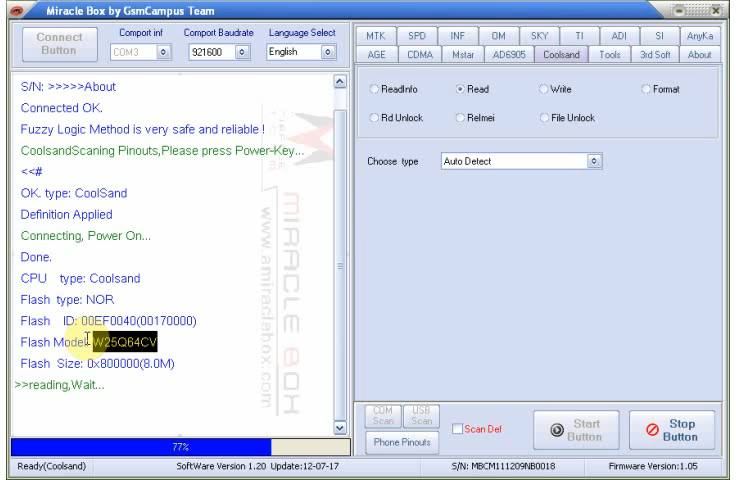 Miracle Box by GsmCampus Team
Connect Button
Comport inf
COM3
Comport Baudrate
921600
Language Select
English
S/N: >>>>>About
Connected OK.
Fuzzy Logic Method is very safe and reliable !
CoolsandScaning Pinouts,Please press Power-Key...
<<#
OK. type: CoolSand
Definition Applied
Connecting, Power On...
Done.
CPU type: Coolsand
Flash type: NOR
Flash ID: 00EF0040(00170000)
Flash Model: W25Q64CV
Flash Size: 0x800000(8.0M)
>>reading,Wait...
MIRACLE BOX
www.amiraclebox.com
77%
MTK SPD INF OM SKY TI ADI SI AnyKa
AGE CDMA Mstar AD6905 Coolsand Tools 3rd Soft About
ReadInfo Read Write Format
Rd Unlock Relmei File Unlock
Choose type Auto Detect
COM Scan
USB Scan
Phone Pinouts
Scan Def
Start Button
Stop Button
Ready(Coolsand) SoftWare Version 1.20 Update:12-07-17 S/N: MBCM111209NB0018 Firmware Version:1.05